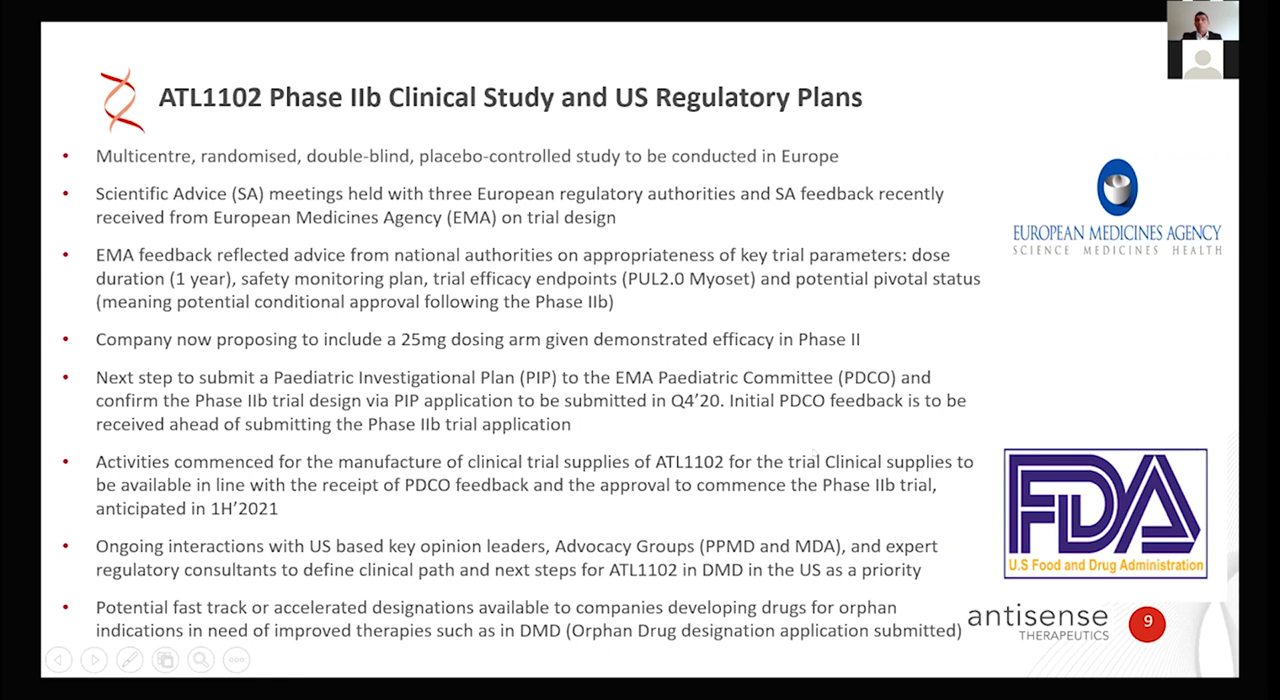 ATL1102 Phase IIb Clinical Study and US Regulatory Plans
• Multicentre, randomised, double-blind, placebo-controlled study to be conducted in Europe
• Scientific Advice (SA) meetings held with three European regulatory authorities and SA feedback recently
received from European Medicines Agency (EMA) on trial design
• EMA feedback reflected advice from national authorities on appropriateness of key trial parameters: dose
duration (1 year), safety monitoring plan, trial efficacy endpoints (PUL2.0 Myoset) and potential pivotal status
(meaning potential conditional approval following the Phase IIb)
• Company now proposing to include a 25mg dosing arm given demonstrated efficacy in Phase II
• Next step to submit a Paediatric Investigational Plan (PIP) to the EMA Paediatric Committee (PDCO) and
confirm the Phase IIb trial design via PIP application to be submitted in Q4’20. Initial PDCO feedback is to be
received ahead of submitting the Phase IIb trial application
• Activities commenced for the manufacture of clinical trial supplies of ATL1102 for the trial Clinical supplies to
be available in line with the receipt of PDCO feedback and the approval to commence the Phase IIb trial,
anticipated in 1H’2021
• Ongoing interactions with US based key opinion leaders, Advocacy Groups (PPMD and MDA), and expert
regulatory consultants to define clinical path and next steps for ATL1102 in DMD in the US as a priority
• Potential fast track or accelerated designations available to companies developing drugs for orphan
indications in need of improved therapies such as in DMD (Orphan Drug designation application submitted)
EUROPEAN MEDICINES AGENCY
SCIENCE MEDICINES HEALTH
FDA
U.S Food and Drug Administration
antisense
THERAPEUTICS
9